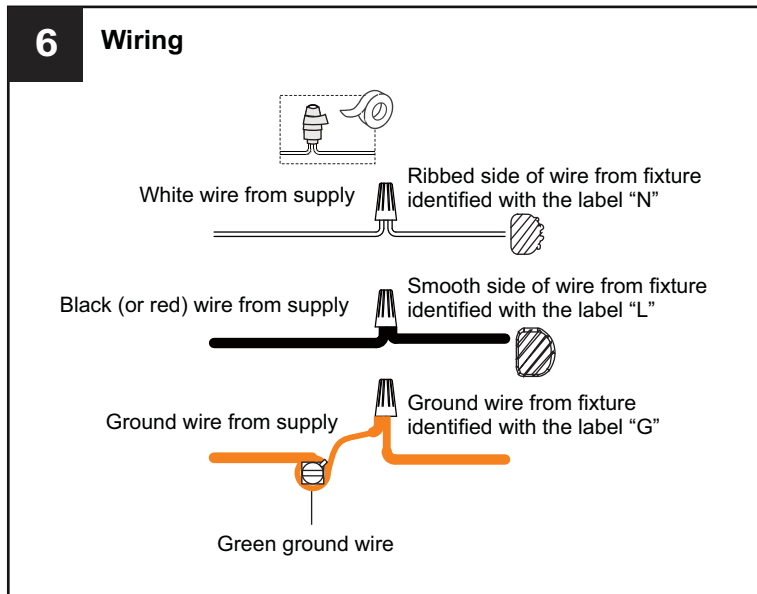 6 Wiring
White wire from supply
Ribbed side of wire from fixture
identified with the label “N”
Black (or red) wire from supply
Smooth side of wire from fixture
identified with the label “L”
Ground wire from supply
Ground wire from fixture
identified with the label “G”
Green ground wire